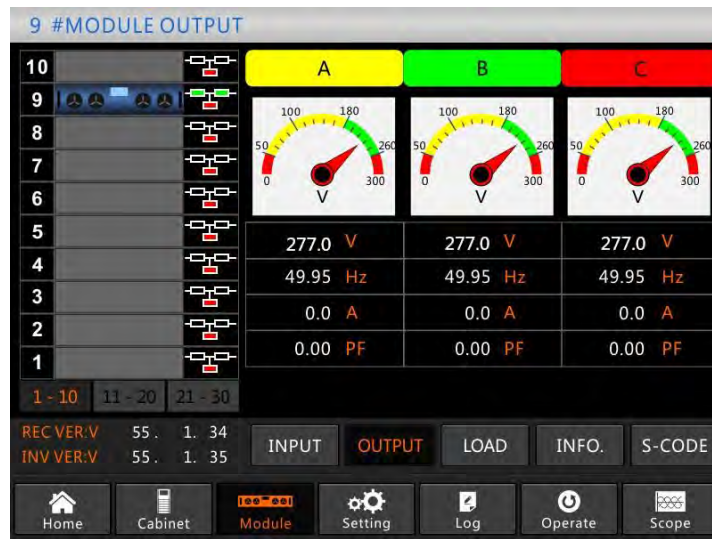 9 #MODULE OUTPUT
10
9
8
7
6
5
4
3
2
1
1 - 10 11 - 20 21 - 30
REC VER:V 55. 1. 34
INV VER:V 55. 1. 35
A B C
0 50 100 180 260 300 V
0 50 100 180 260 300 V
0 50 100 180 260 300 V
277.0 V 277.0 V 277.0 V
49.95 Hz 49.95 Hz 49.95 Hz
0.0 A 0.0 A 0.0 A
0.00 PF 0.00 PF 0.00 PF
INPUT OUTPUT LOAD INFO. S-CODE
Home Cabinet Module Setting Log Operate Scope